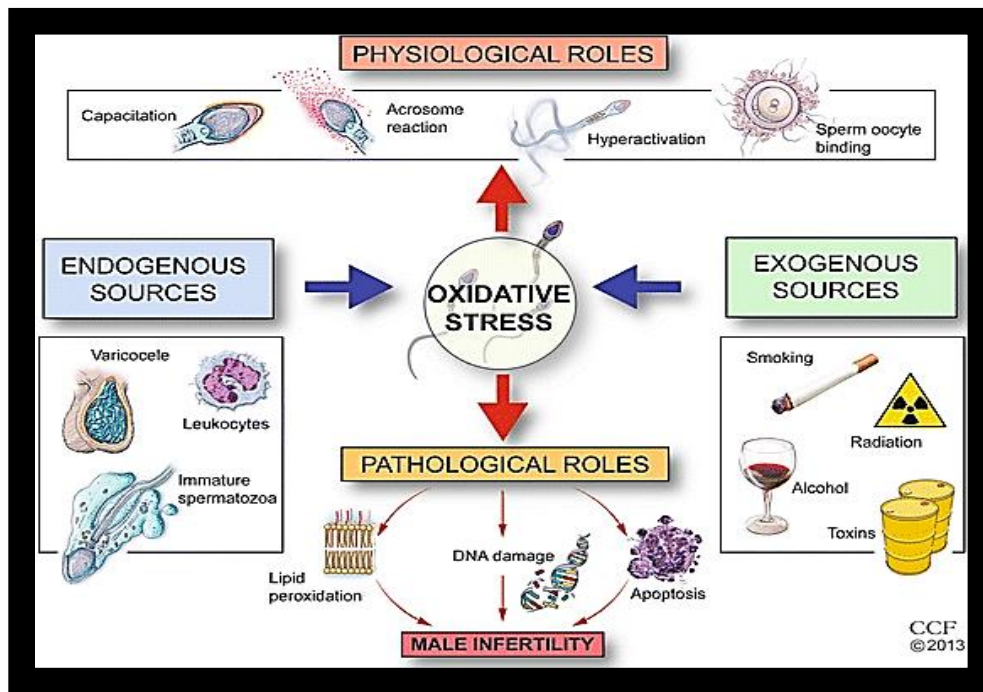 PHYSIOLOGICAL ROLES
Capacitation
Acrosome
reaction
Hyperactivation
Sperm oocyte
binding
ENDOGENOUS
SOURCES
OXIDATIVE
STRESS
EXOGENOUS
SOURCES
Varicocele
Leukocytes
Immature
spermatozoa
Smoking
Radiation
Alcohol
Toxins
PATHOLOGICAL ROLES
Lipid
peroxidation
DNA damage
Apoptosis
MALE INFERTILITY
CCF
©2013